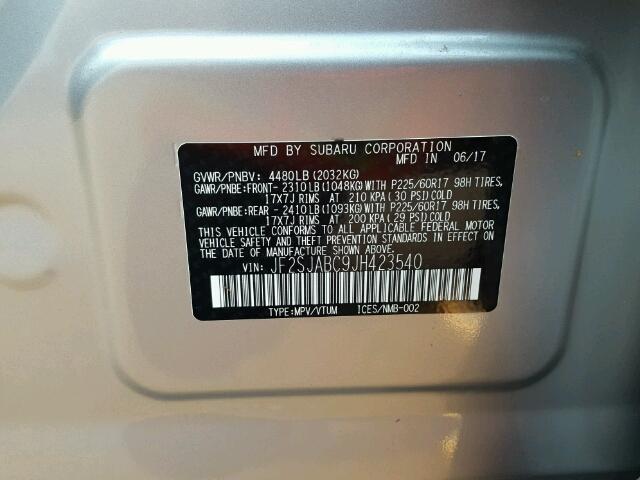 MFD BY SUBARU CORPORATION
MFD IN 06/17
GVWR/PNBV: 4480LB(2032KG)
GAWR/PNBE:FRONT-2310LB(1048KG)WITH P225/60R17 98H TIRES,
17X7J RIMS AT 210 KPA(30 PSI)COLD
GAWR/PNBE:REAR -2410LB(1093KG)WITH P225/60R17 98H TIRES,
17X7J RIMS AT 200 KPA(29 PSI)COLD
THIS VEHICLE CONFORMS TO ALL APPLICABLE FEDERAL MOTOR
VEHICLE SAFETY AND BUMPER STANDARDS IN EFFECT ON THE
DATE OF MANUFACTURE SHOWN ABOVE.
VIN: JF2SJABC9JH423540
TYPE:MPV/VTUM ICES/NMB-002